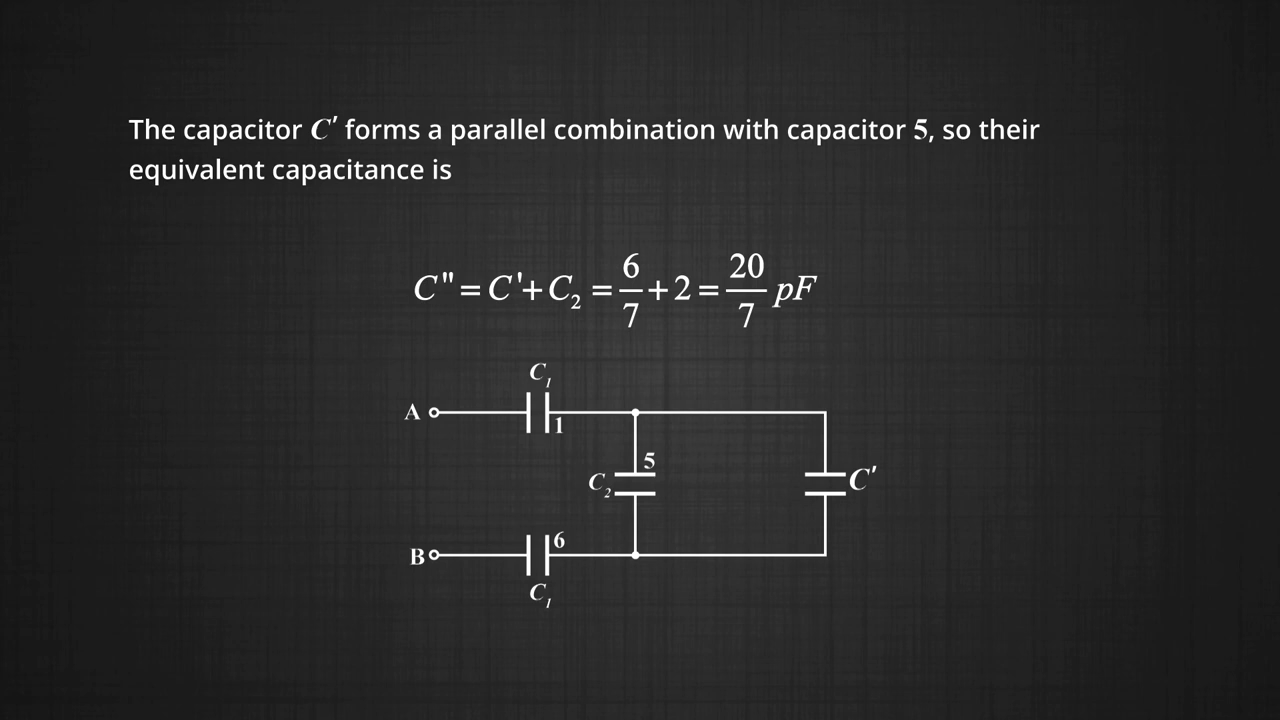 The capacitor C′ forms a parallel combination with capacitor 5, so their
equivalent capacitance is
C" = C'+ C₂ = 6/7 + 2 = 20/7 pF
C₁
A
1
5
C₂
C′
6
B
C₁